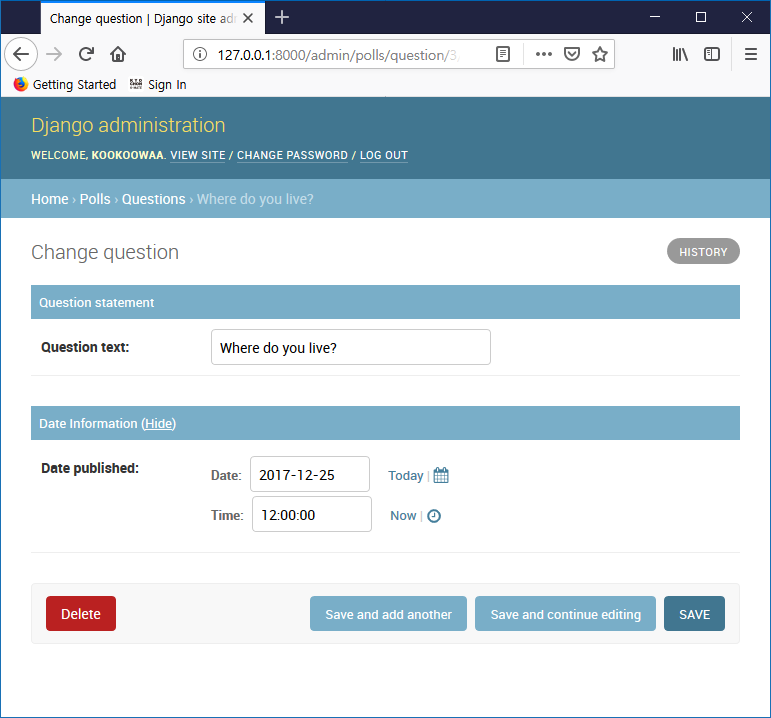 Change question | Django site ad
127.0.0.1:8000/admin/polls/question/3
Getting Started Sign In
Django administration
WELCOME, KOOKOOWAA. VIEW SITE / CHANGE PASSWORD / LOG OUT
Home › Polls › Questions › Where do you live?
Change question
HISTORY
Question statement
Question text: Where do you live?
Date Information (Hide)
Date published: Date: 2017-12-25 Today |
Time: 12:00:00 Now |
Delete Save and add another Save and continue editing SAVE